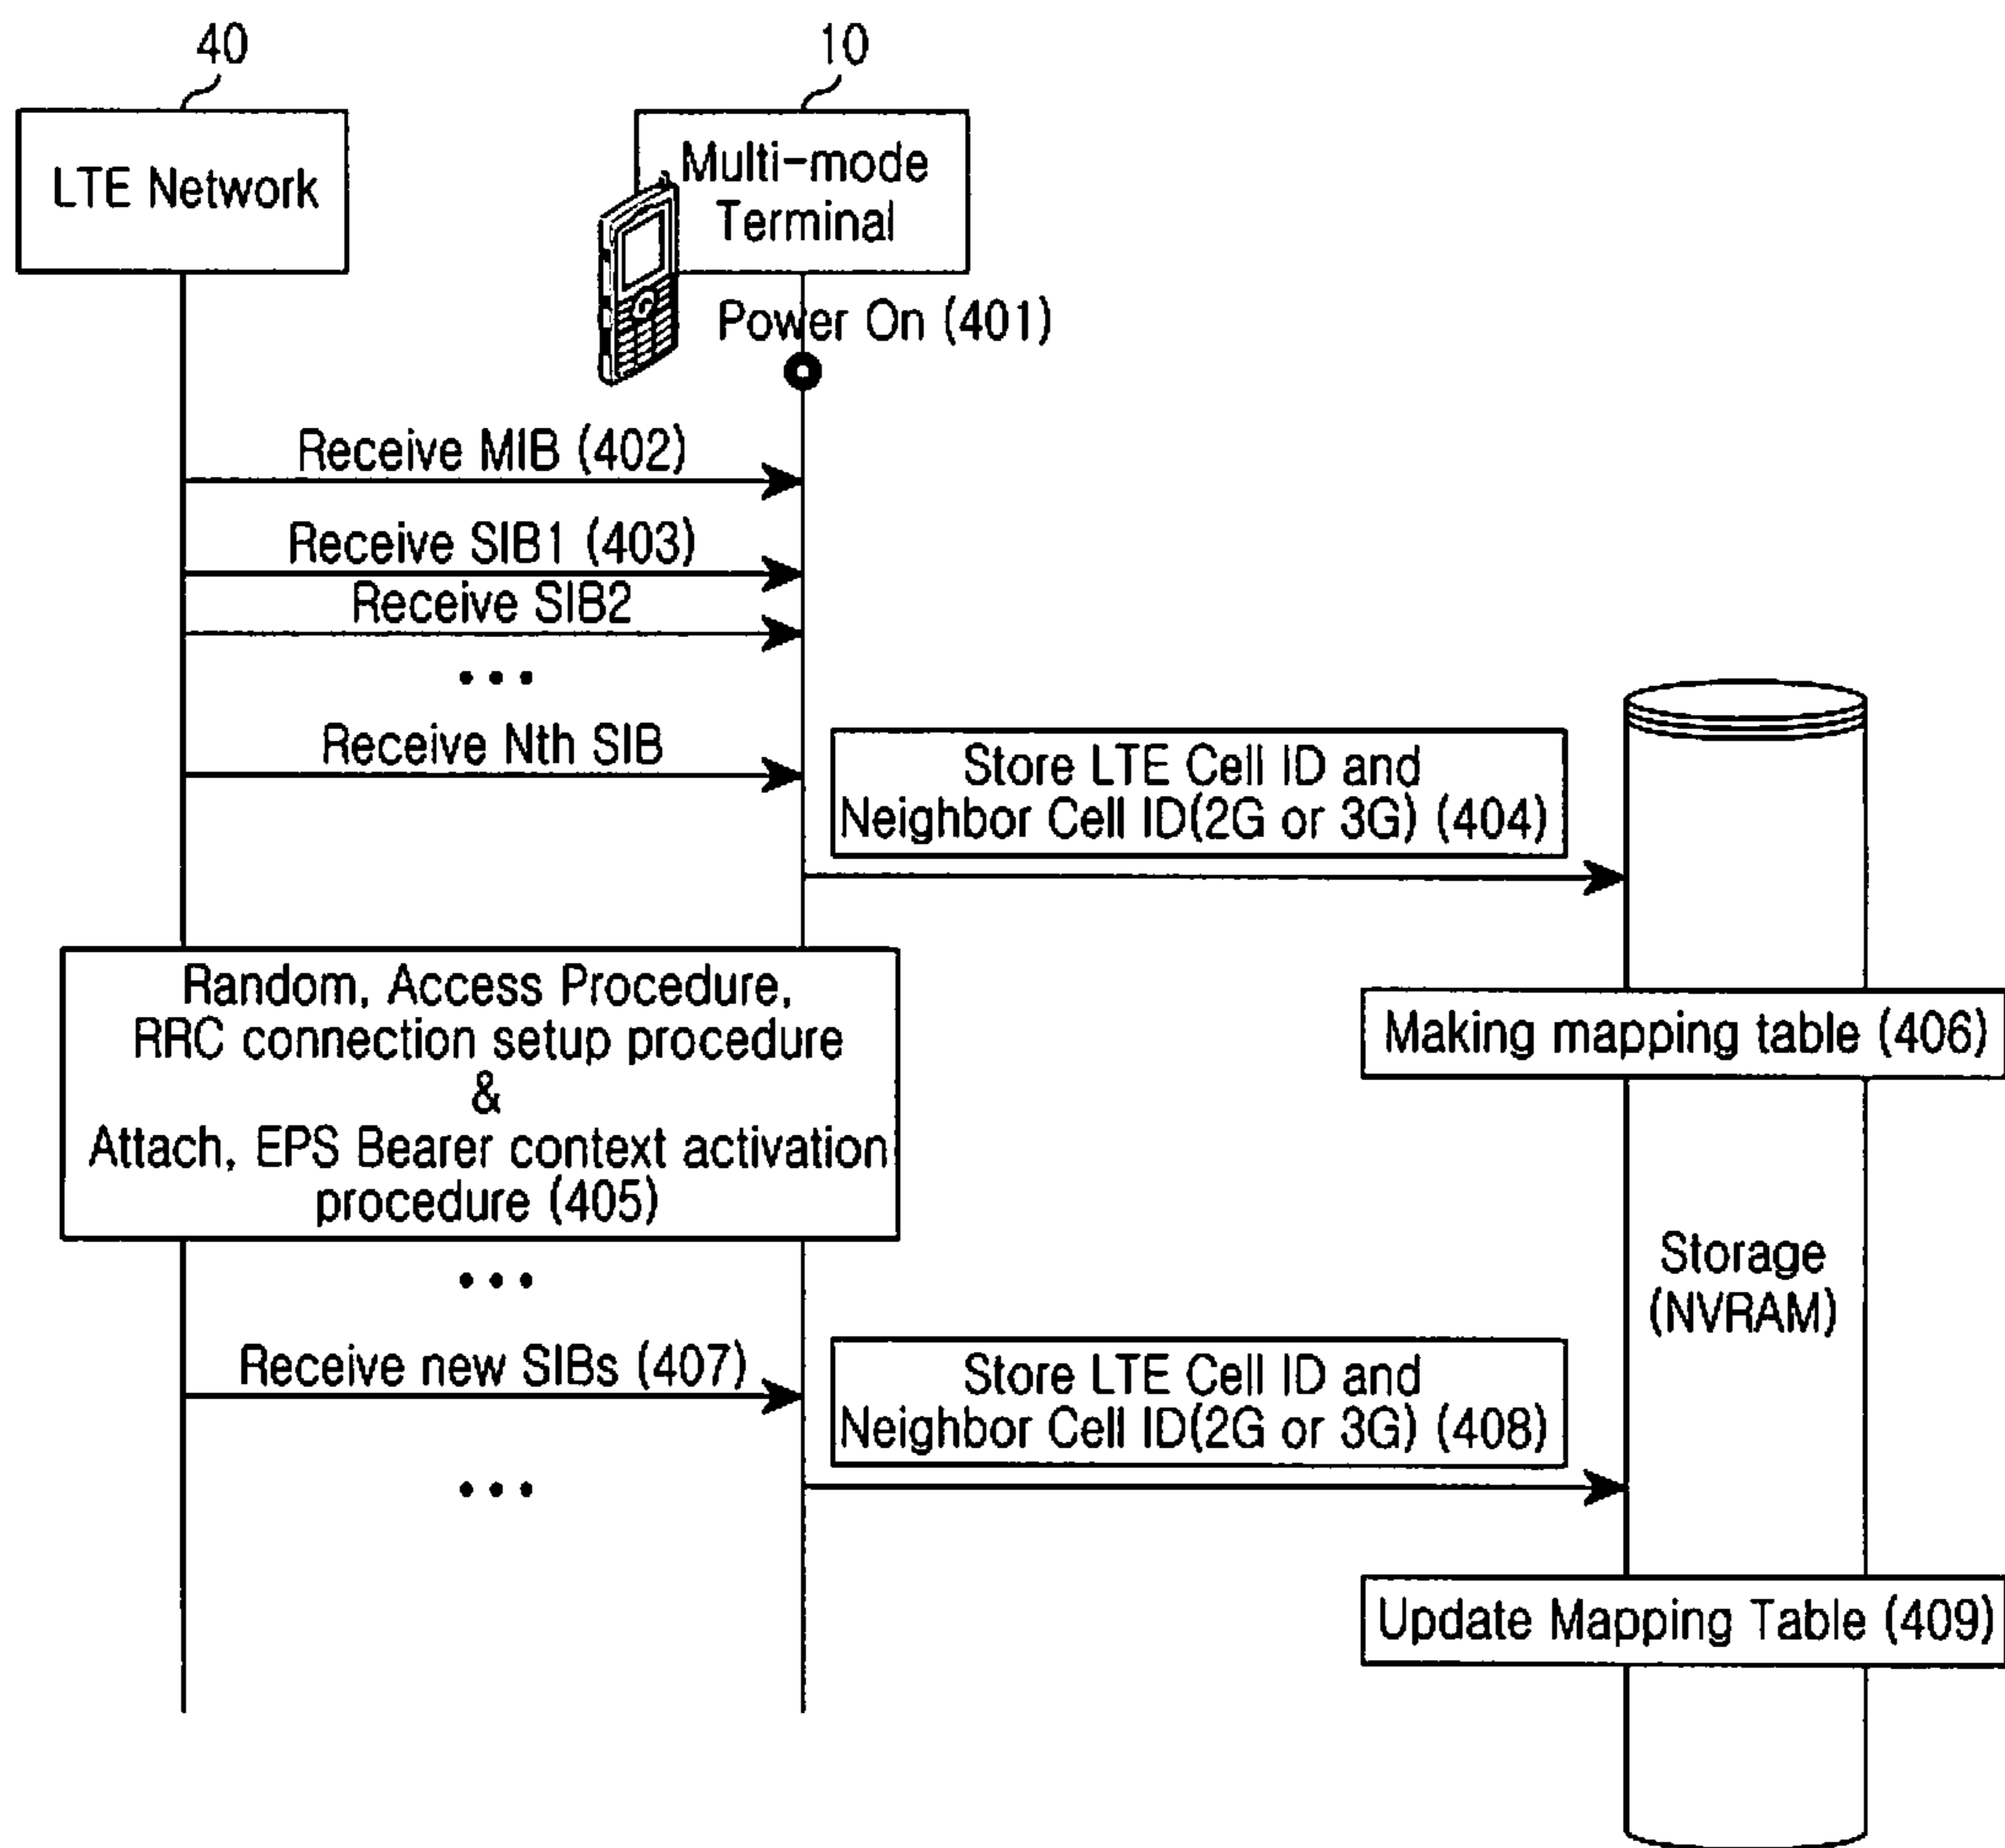 40
10
LTE Network
Multi-mode
Terminal
Power On (401)
Receive MIB (402)
Receive SIB1 (403)
Receive SIB2
...
Receive Nth SIB
Store LTE Cell ID and
Neighbor Cell ID(2G or 3G) (404)
Random, Access Procedure,
RRC connection setup procedure
&
Attach, EPS Bearer context activation
procedure (405)
Making mapping table (406)
Storage
(NVRAM)
...
Receive new SIBs (407)
Store LTE Cell ID and
Neighbor Cell ID(2G or 3G) (408)
...
Update Mapping Table (409)